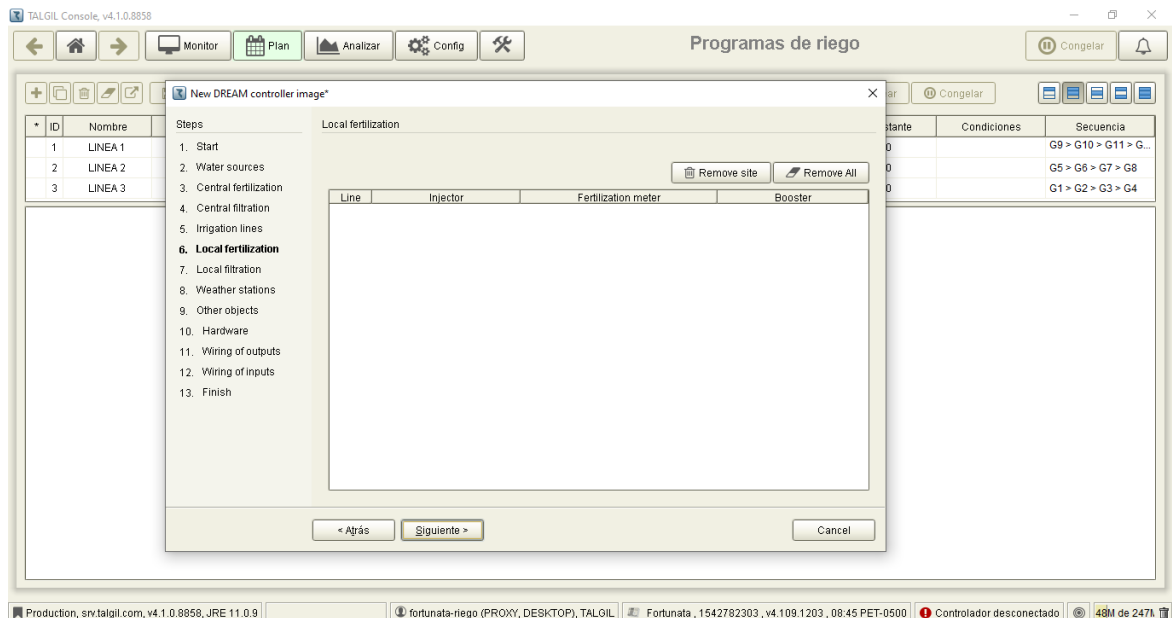 TALGIL Console, v4.1.0.8858
Monitor
Plan
Analizar
Config
Programas de riego
Congelar
New DREAM controller image*
ar
Congelar
* ID Nombre
stante Condiciones Secuencia
1 LINEA 1
0 G9 > G10 > G11 > G...
2 LINEA 2
0 G5 > G6 > G7 > G8
3 LINEA 3
0 G1 > G2 > G3 > G4
Steps
1. Start
2. Water sources
3. Central fertilization
4. Central filtration
5. Irrigation lines
6. Local fertilization
7. Local filtration
8. Weather stations
9. Other objects
10. Hardware
11. Wiring of outputs
12. Wiring of inputs
13. Finish
Local fertilization
Remove site
Remove All
Line Injector Fertilization meter Booster
< Atrás
Siguiente >
Cancel
Production, srv.talgil.com, v4.1.0.8858, JRE 11.0.9
fortunata-riego (PROXY, DESKTOP), TALGIL
Fortunata , 1542782303 , v4.109.1203 , 08:45 PET-0500
Controlador desconectado
48M de 247M